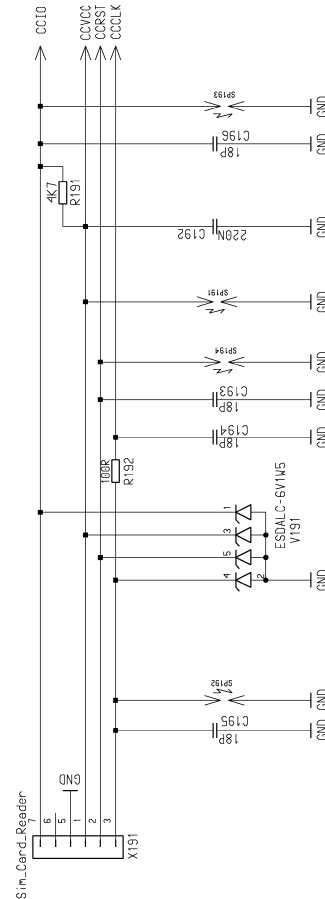 CCIO
CCVCC
CCRST
CCCLK
SP193
GND
C196
18P
GND
4K7
R191
C192
220N
GND
SP191
GND
SP194
GND
C193
18P
GND
C194
18P
GND
100R
R192
1
3
5
4
2
ESDALC-6V1W5
V191
GND
SP192
GND
C195
18P
GND
GND
Sim_Card_Reader
7
6
5
1
2
3
X191